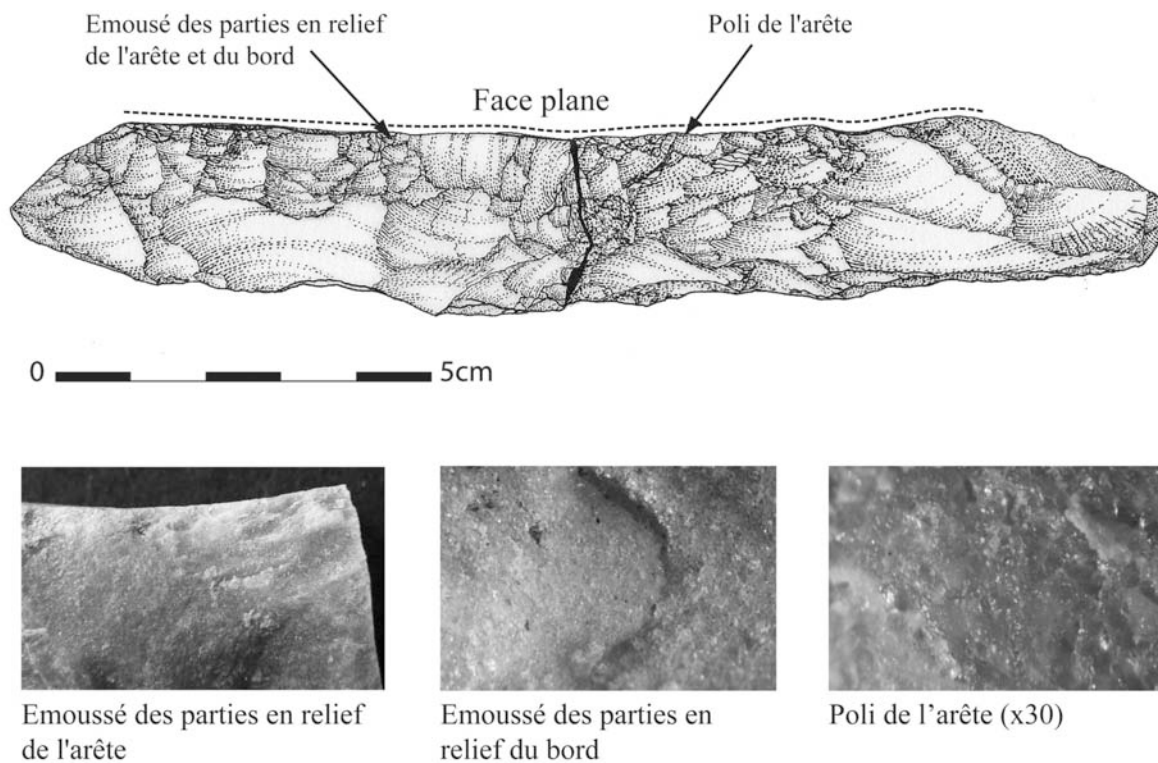 Emousé des parties en relief
de l'arête et du bord
Poli de l'arête
Face plane
0
5cm
Emoussé des parties en relief
de l'arête
Emoussé des parties en
relief du bord
Poli de l’arête (x30)